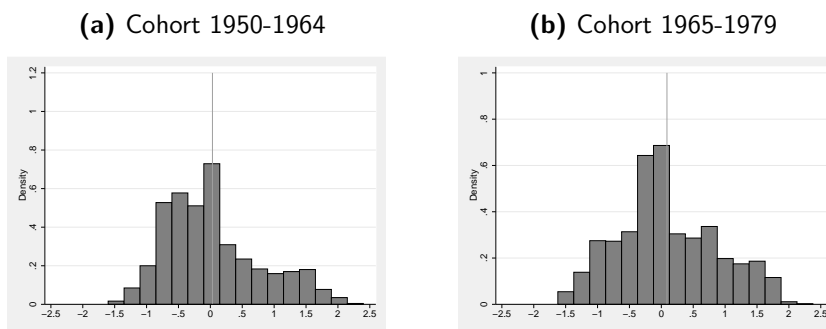 (a) Cohort 1950-1964
(b) Cohort 1965-1979
Density
0 .2 .4 .6 .8 1 1.2
-2.5 -2 -1.5 -1 -.5 0 .5 1 1.5 2 2.5
Density
0 .2 .4 .6 .8 1
-2.5 -2 -1.5 -1 -.5 0 .5 1 1.5 2 2.5